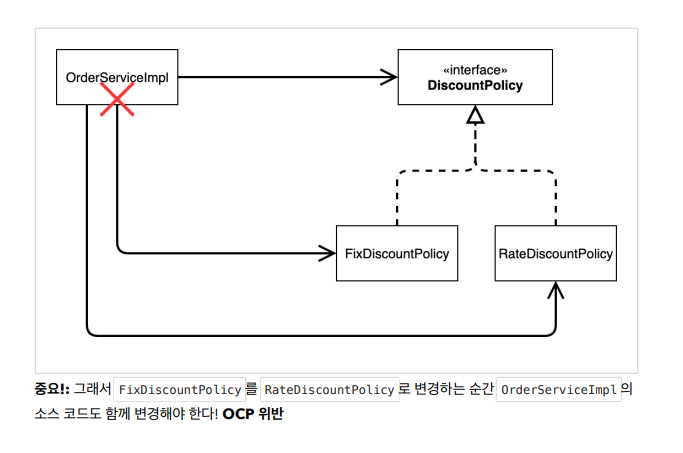 OrderServiceImpl
«interface»
DiscountPolicy
FixDiscountPolicy
RateDiscountPolicy
중요!: 그래서 FixDiscountPolicy 를 RateDiscountPolicy 로 변경하는 순간 OrderServiceImpl 의
소스 코드도 함께 변경해야 한다! OCP 위반